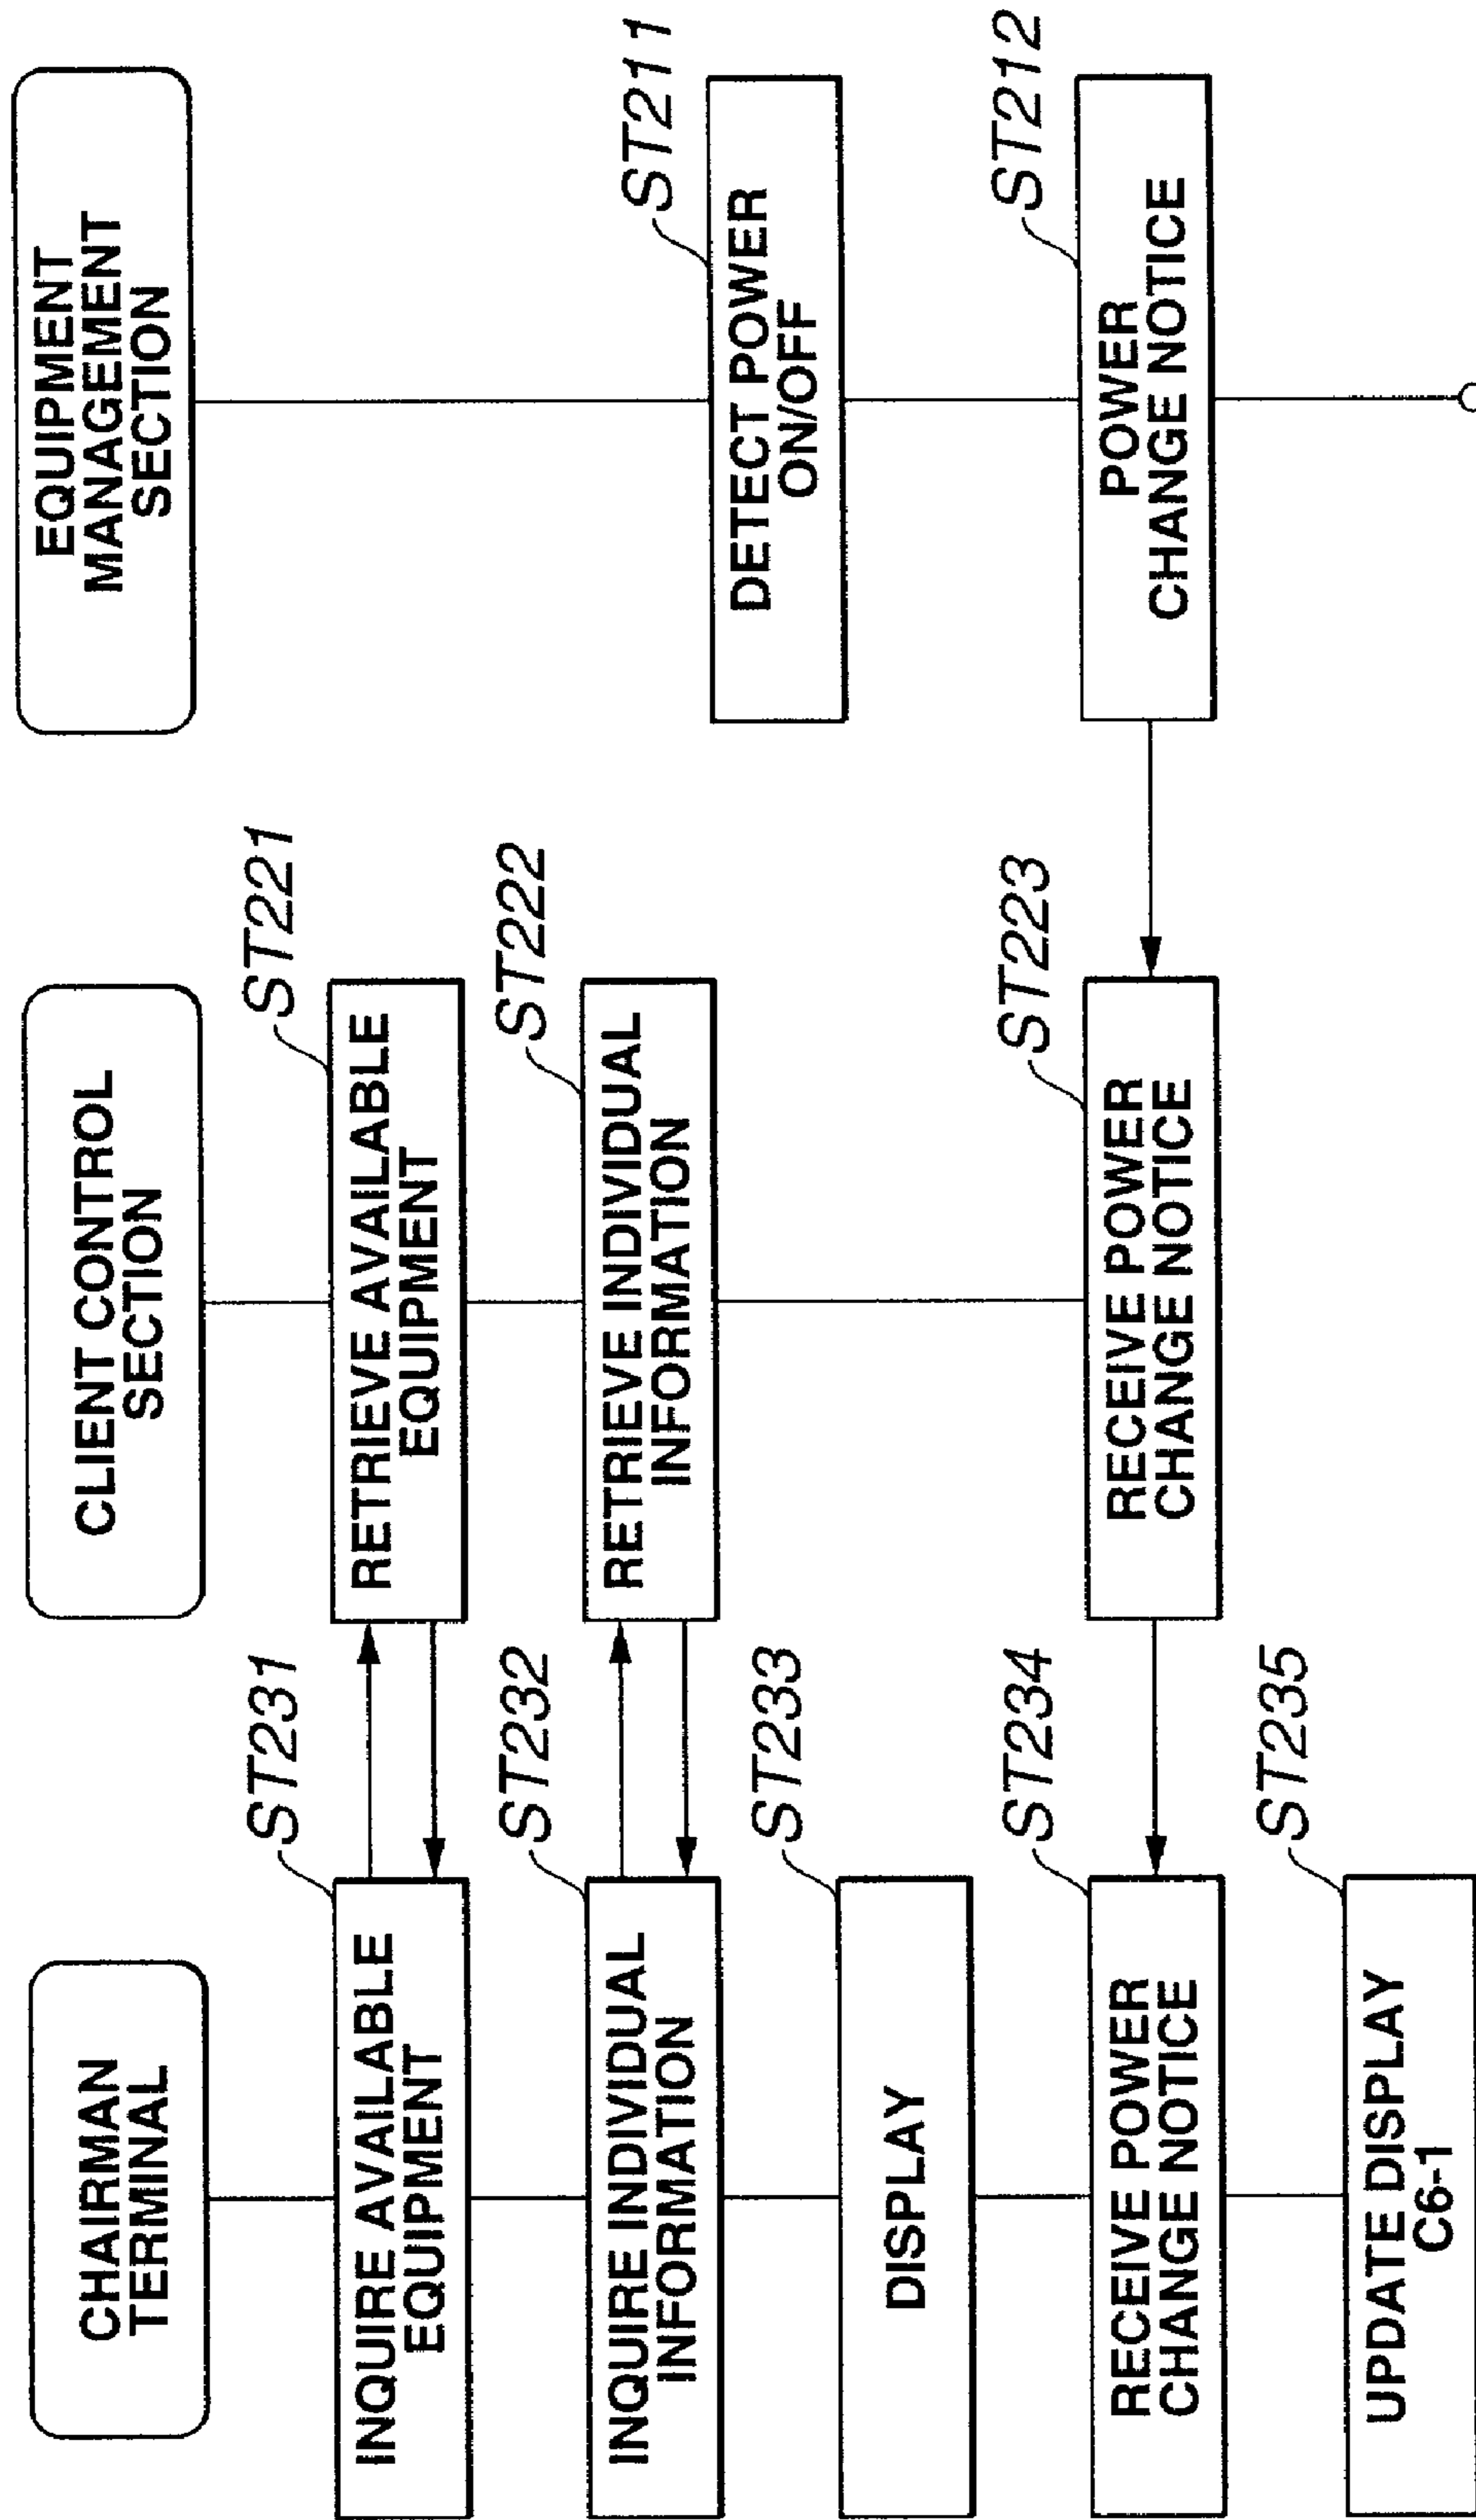 CHAIRMAN
TERMINAL
CLIENT CONTROL
SECTION
EQUIPMENT
MANAGEMENT
SECTION
ST231
INQUIRE AVAILABLE
EQUIPMENT
ST221
RETRIEVE AVAILABLE
EQUIPMENT
ST232
INQUIRE INDIVIDUAL
INFORMATION
ST222
RETRIEVE INDIVIDUAL
INFORMATION
ST233
DISPLAY
ST211
DETECT POWER
ON/OFF
ST234
RECEIVE POWER
CHANGE NOTICE
ST223
RECEIVE POWER
CHANGE NOTICE
ST212
POWER
CHANGE NOTICE
ST235
UPDATE DISPLAY
C6-1